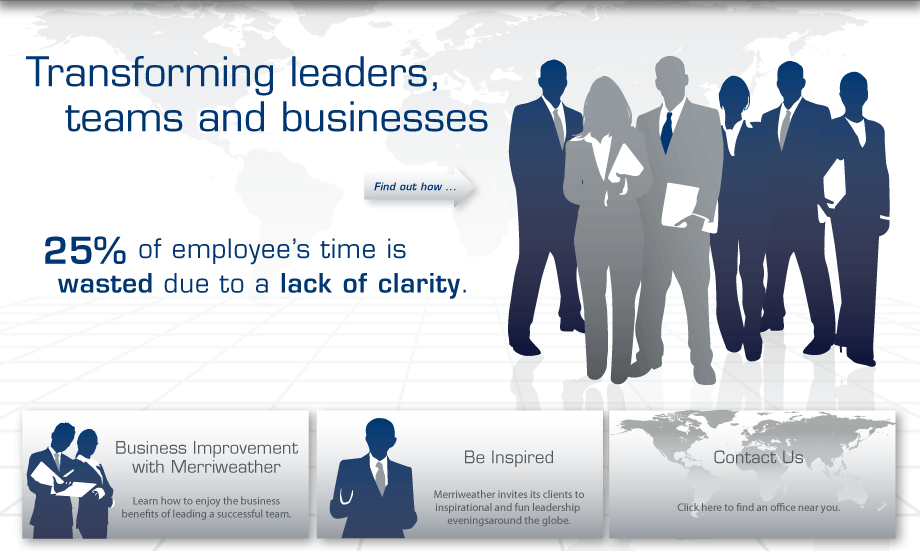 Transforming leaders,
teams and businesses
Find out how ...
25% of employee's time is
wasted due to a lack of clarity.
Business Improvement
with Merriweather
Learn how to enjoy the business
benefits of leading a successful team.
Be Inspired
Merriweather invites its clients to
inspirational and fun leadership
eveningsaround the globe.
Contact Us
Click here to find an office near you.